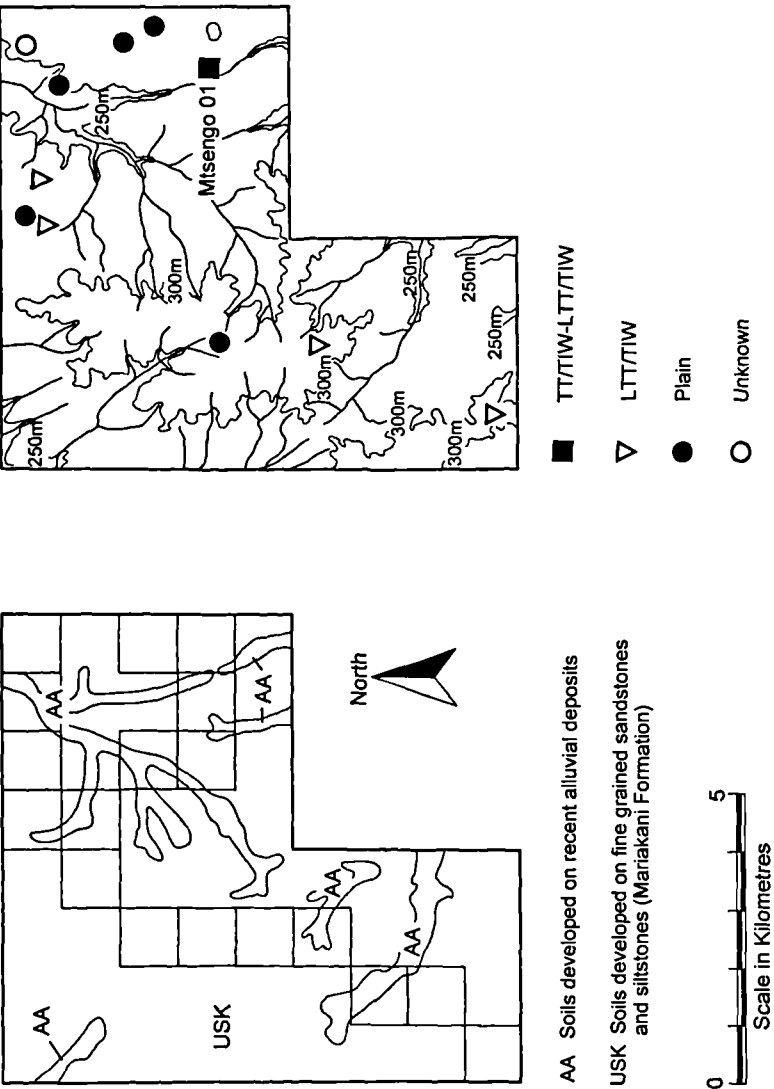 AA
AA
AA
AA
AA
USK
North
AA Soils developed on recent alluvial deposits
USK Soils developed on fine grained sandstones
and siltstones (Mariakani Formation)
0
5
Scale in Kilometres
250m
250m
Mtsengo 01
300m
300m
250m
300m
250m
300m
250m
TT/TIW-LTT/TIW
LTT/TIW
Plain
Unknown